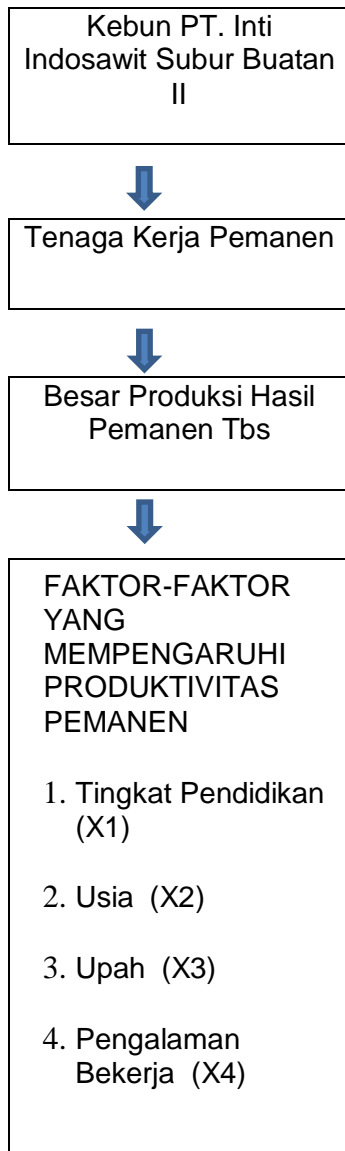 Kebun PT. Inti
Indosawit Subur Buatan
II
Tenaga Kerja Pemanen
Besar Produksi Hasil
Pemanen Tbs
FAKTOR-FAKTOR
YANG
MEMPENGARUHI
PRODUKTIVITAS
PEMANEN
1. Tingkat Pendidikan
(X1)
2. Usia (X2)
3. Upah (X3)
4. Pengalaman
Bekerja (X4)